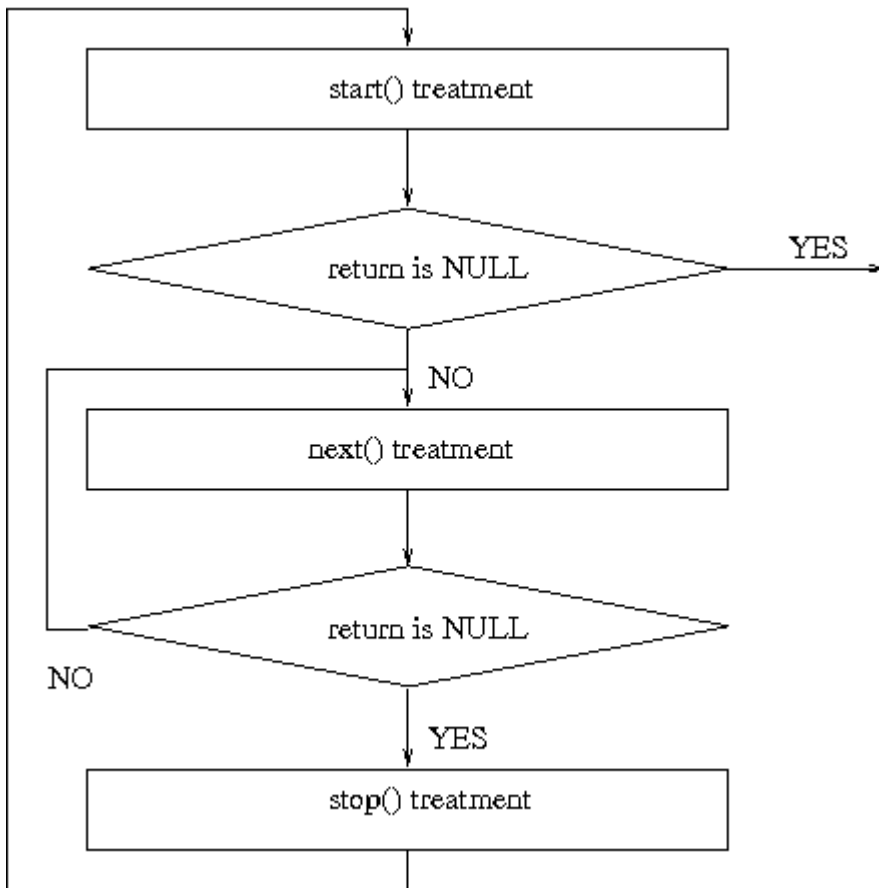 start() treatment
return is NULL
YES
NO
next() treatment
return is NULL
NO
YES
stop() treatment